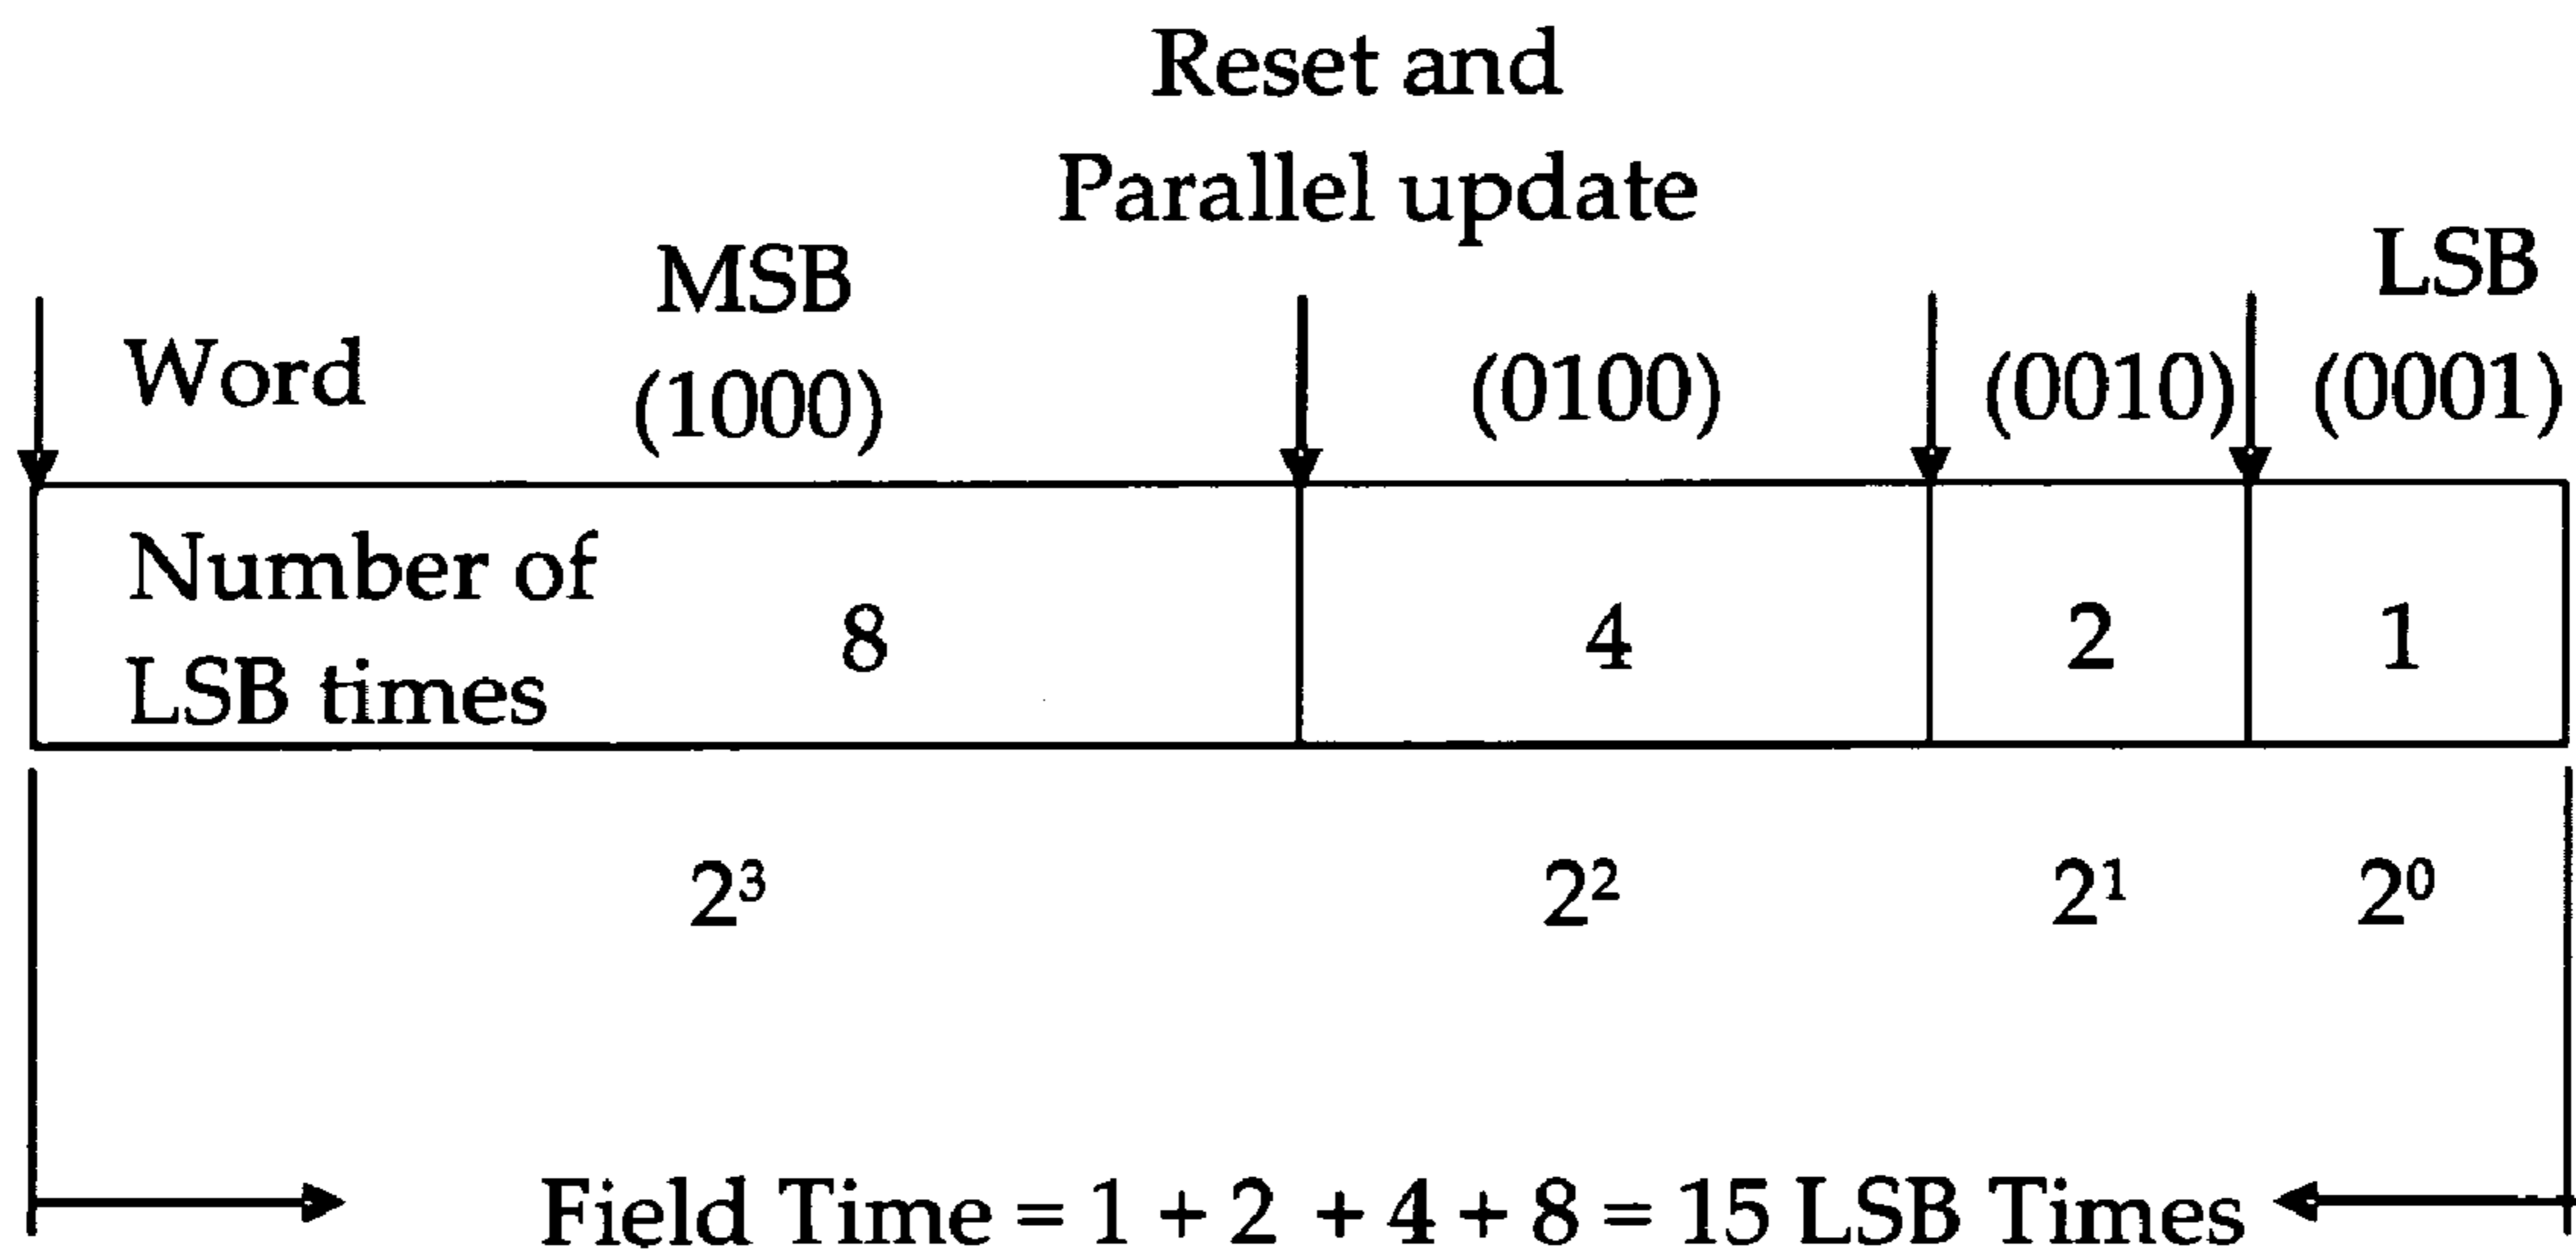 Reset and
Parallel update
MSB
LSB
Word
(1000)
(0100)
(0010)
(0001)
Number of
LSB times
8
4
2
1
2³
2²
2¹
2⁰
Field Time = 1 + 2 + 4 + 8 = 15 LSB Times